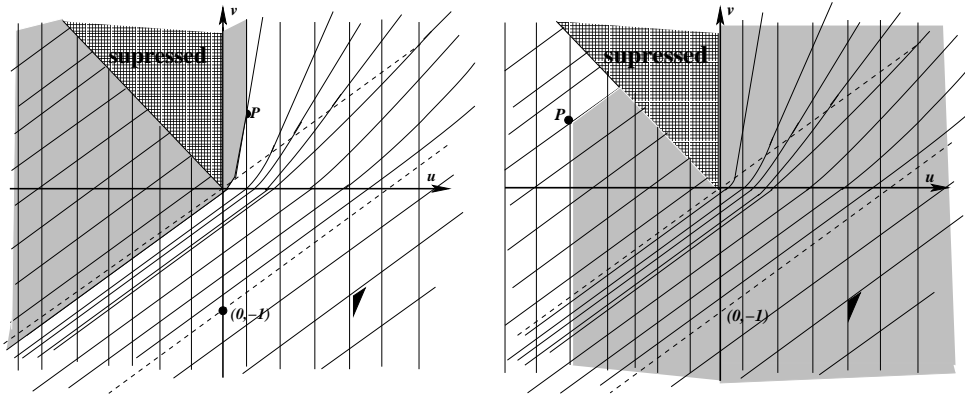 v
supressed
P
u
(0,−1)
v
supressed
P
u
(0,−1)